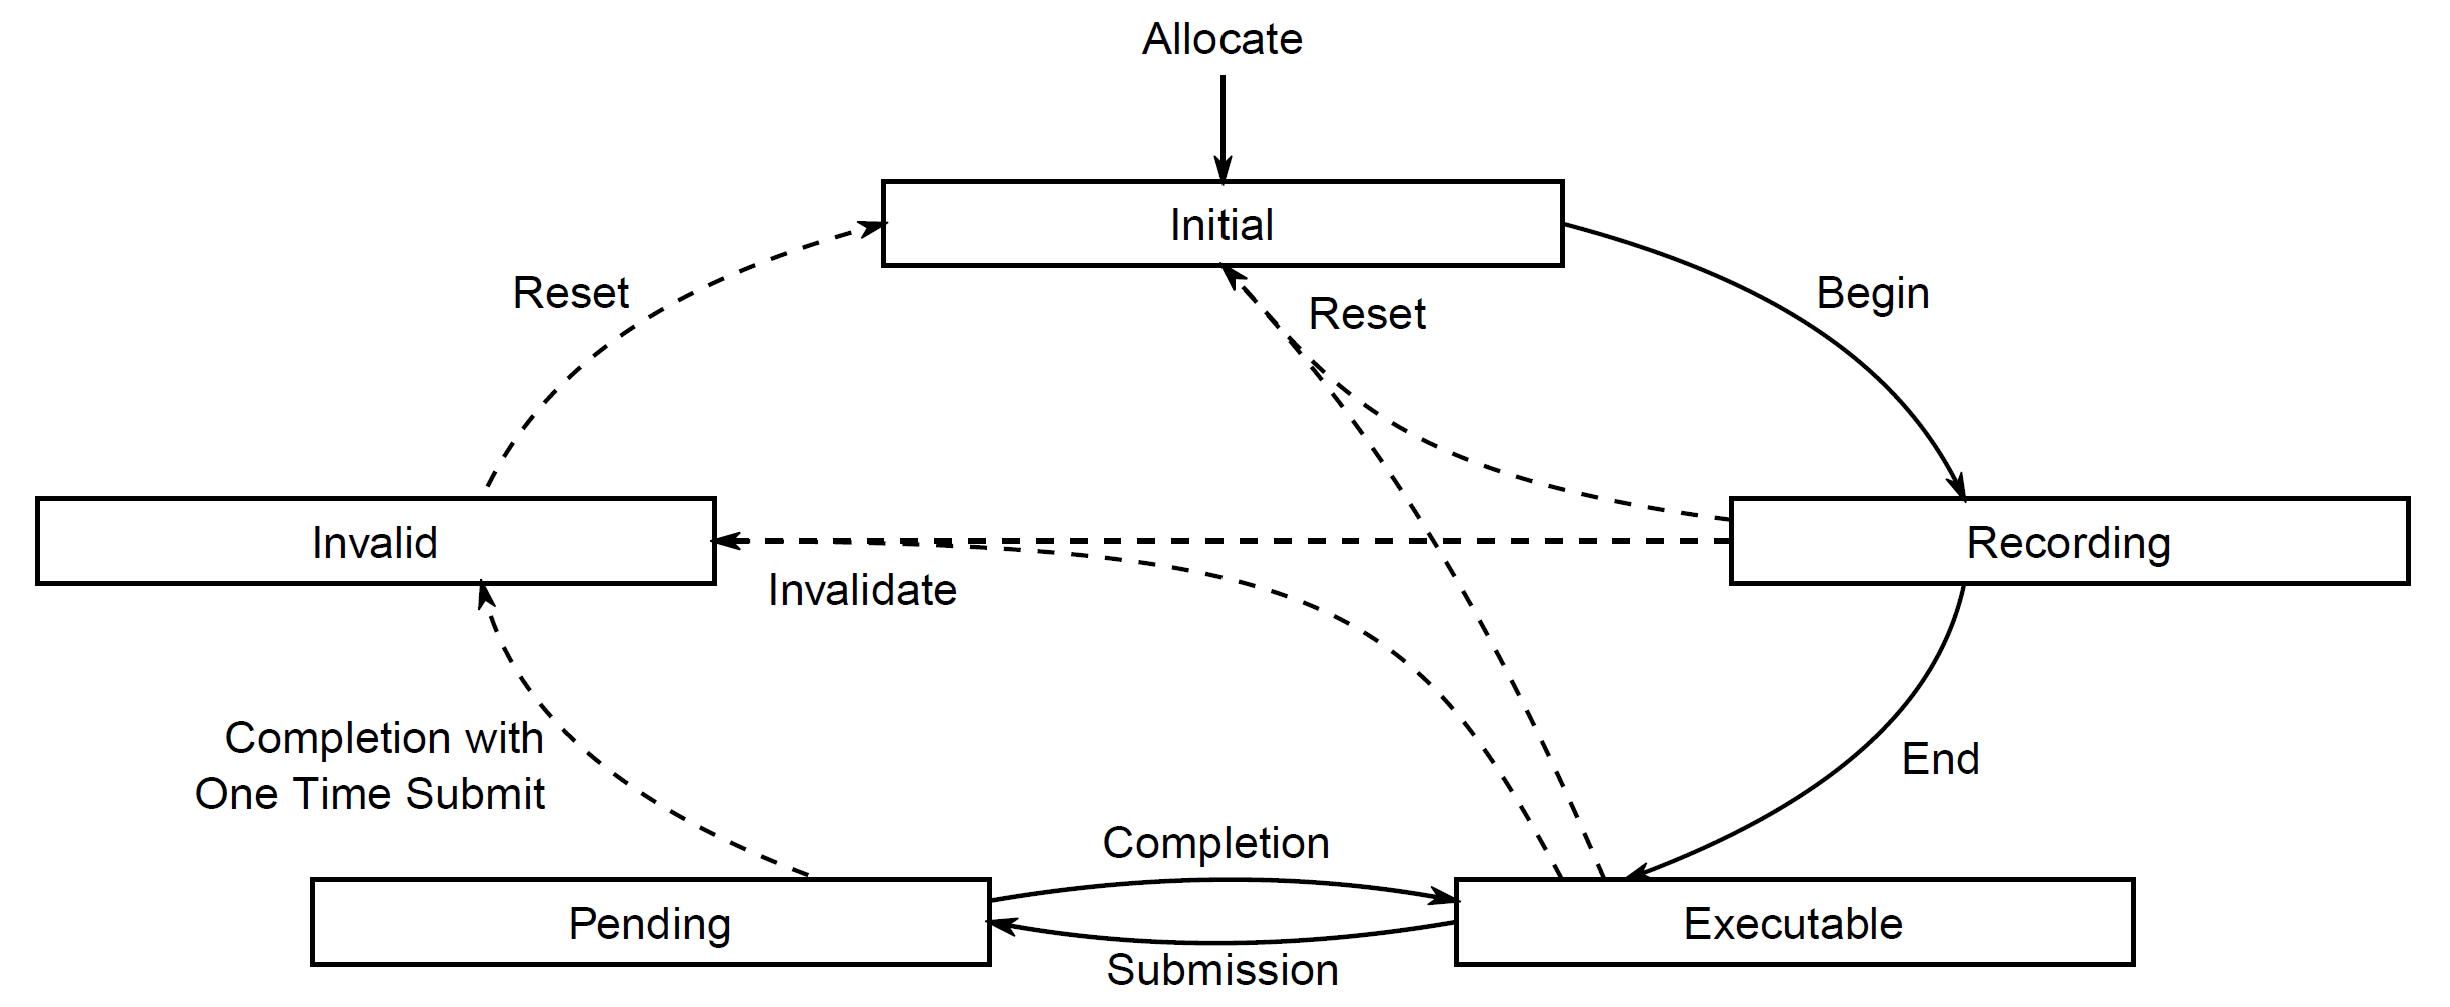 Allocate
Initial
Reset
Reset
Begin
Invalid
Recording
Invalidate
Completion with
One Time Submit
End
Completion
Pending
Executable
Submission